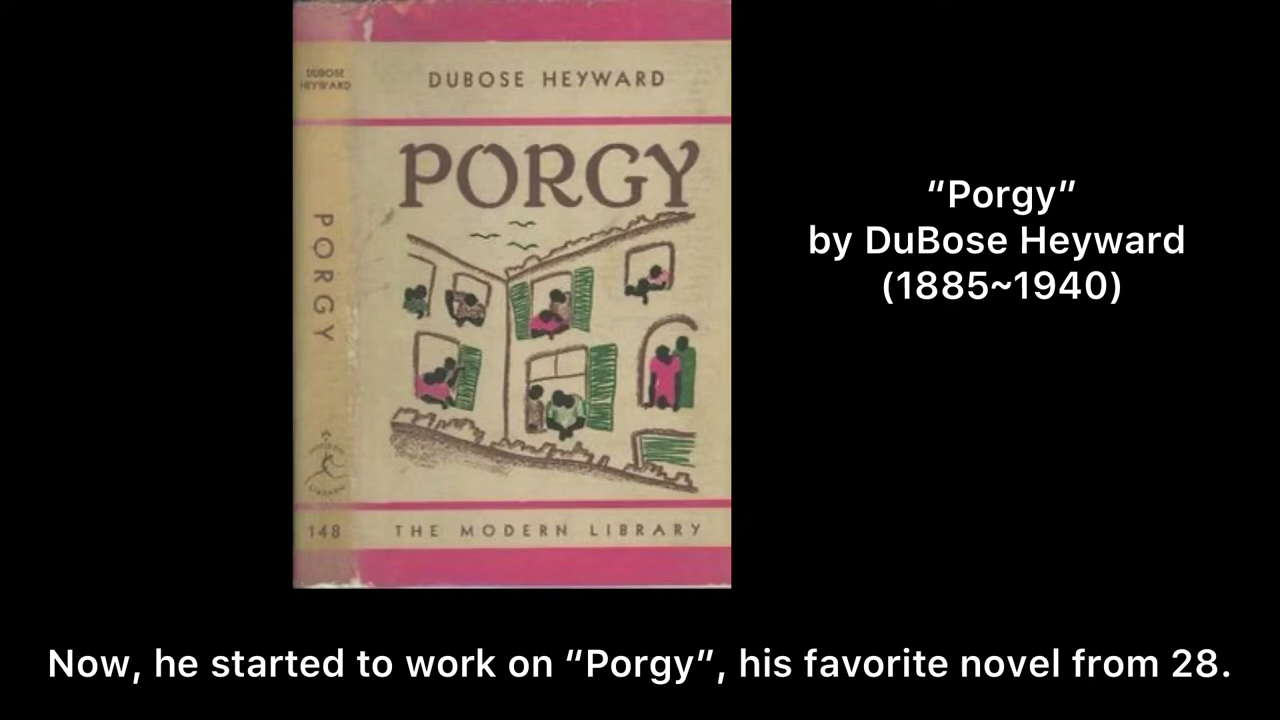 DUBOSE
HEYWARD
DUBOSE HEYWARD
PORGY
PORGY
148
THE MODERN LIBRARY
“Porgy”
by DuBose Heyward
(1885~1940)
Now, he started to work on “Porgy”, his favorite novel from 28.